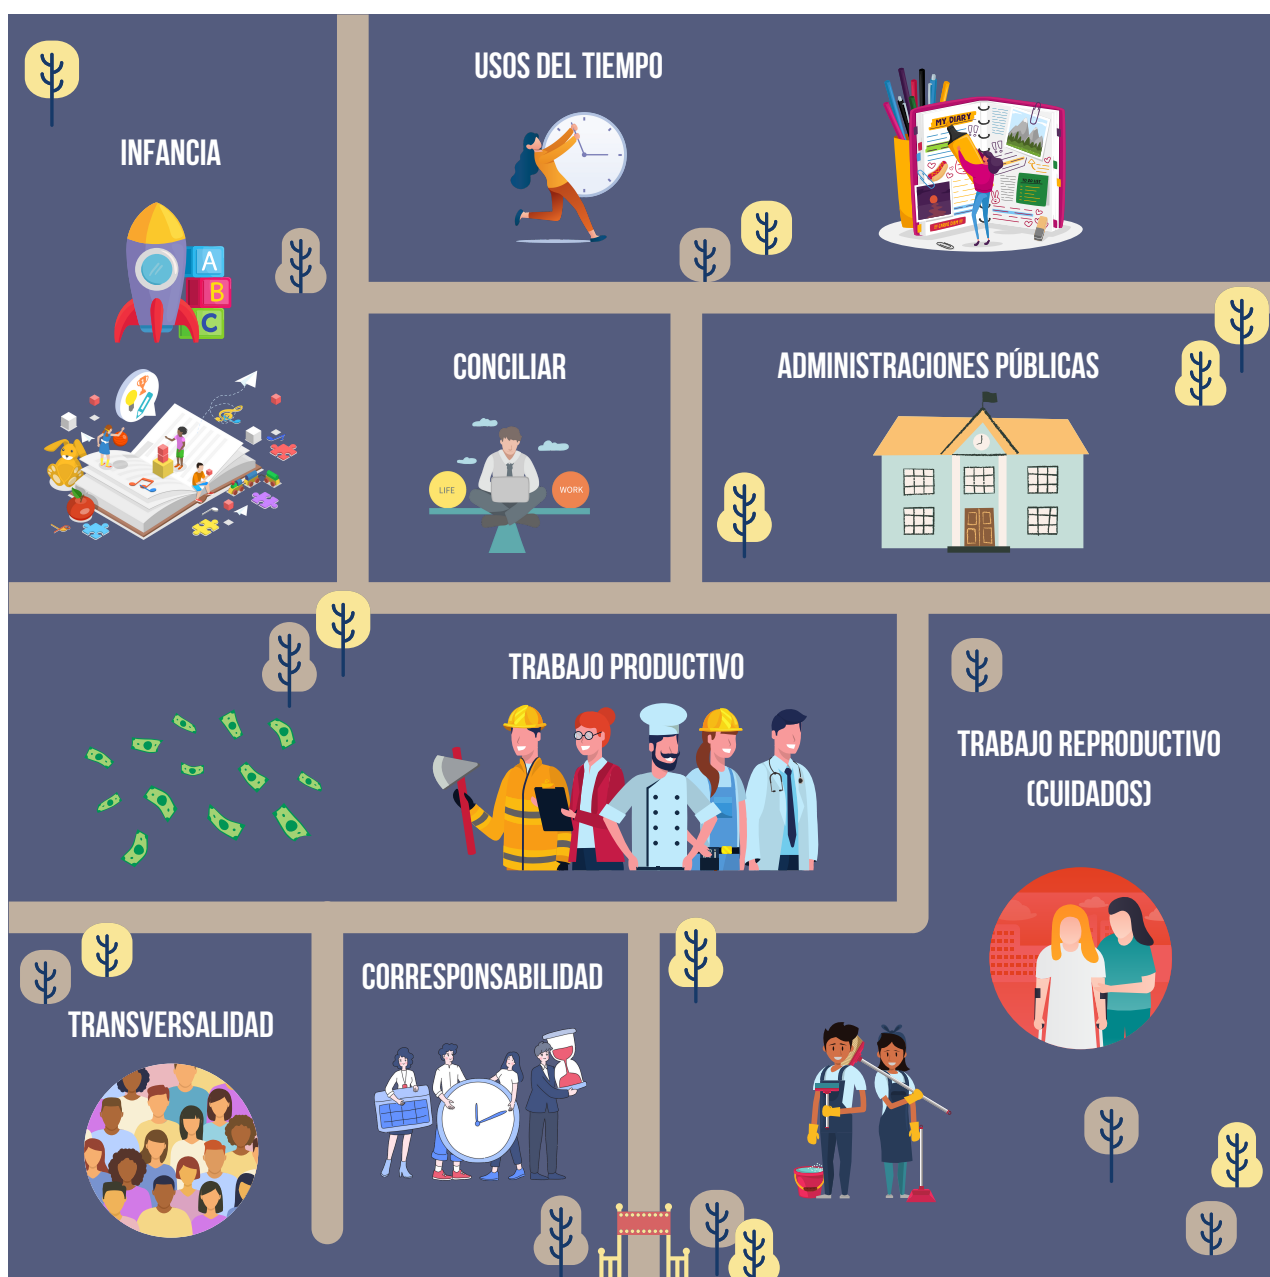 USOS DEL TIEMPO
MY DIARY
INFANCIA
A
B
C
CONCILIAR
LIFE
WORK
ADMINISTRACIONES PÚBLICAS
TRABAJO PRODUCTIVO
TRABAJO REPRODUCTIVO
(CUIDADOS)
CORRESPONSABILIDAD
TRANSVERSALIDAD